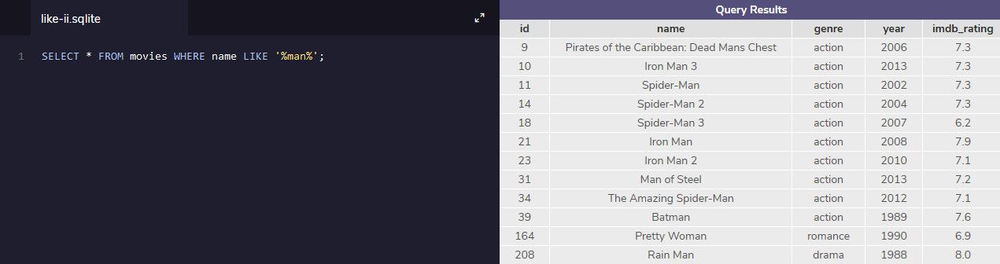 like-ii.sqlite
1 SELECT * FROM movies WHERE name LIKE '%man%';
Query Results
id name genre year imdb_rating
9 Pirates of the Caribbean: Dead Mans Chest action 2006 7.3
10 Iron Man 3 action 2013 7.3
11 Spider-Man action 2002 7.3
14 Spider-Man 2 action 2004 7.3
18 Spider-Man 3 action 2007 6.2
21 Iron Man action 2008 7.9
23 Iron Man 2 action 2010 7.1
31 Man of Steel action 2013 7.2
34 The Amazing Spider-Man action 2012 7.1
39 Batman action 1989 7.6
164 Pretty Woman romance 1990 6.9
208 Rain Man drama 1988 8.0